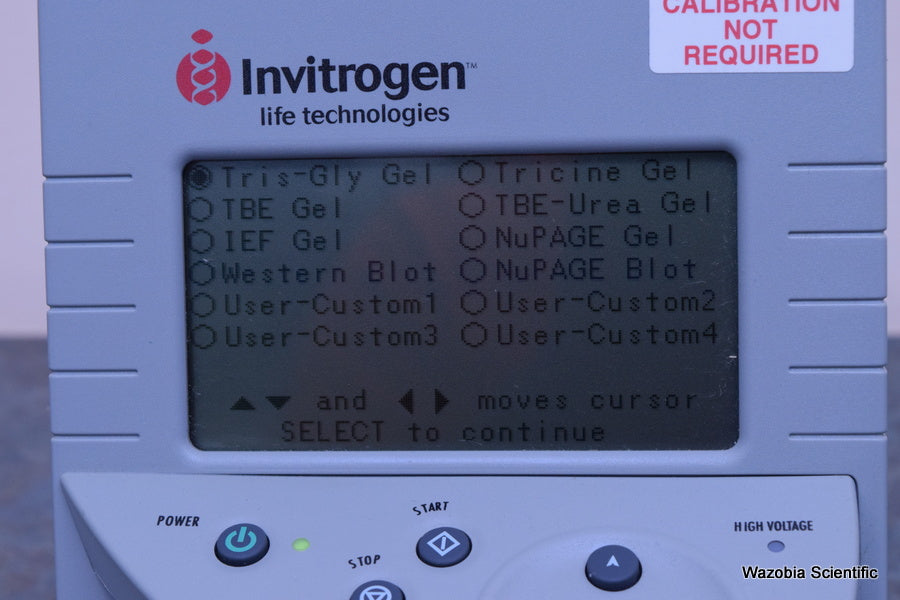 CALIBRATION
NOT
REQUIRED
Invitrogen™
life technologies
Tris-Gly Gel Tricine Gel
TBE Gel TBE-Urea Gel
IEF Gel NuPAGE Gel
Western Blot NuPAGE Blot
User-Custom1 User-Custom2
User-Custom3 User-Custom4
▲▼ and ◀▶ moves cursor
SELECT to continue
POWER
START
STOP
HIGH VOLTAGE
Wazobia Scientific